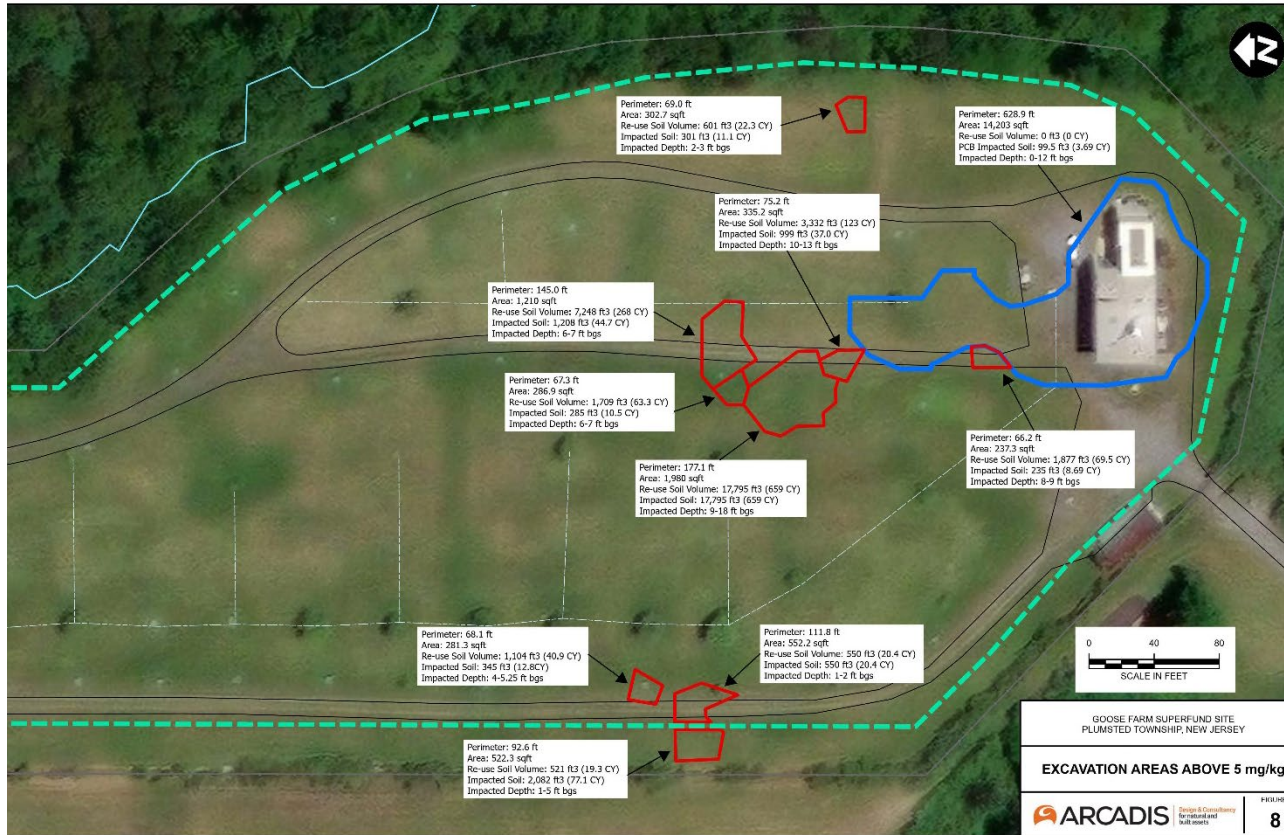 N
Perimeter: 69.0 ft
Area: 302.7 sqft
Re-use Soil Volume: 601 ft3 (22.3 CY)
Impacted Soil: 301 ft3 (11.1 CY)
Impacted Depth: 2-3 ft bgs
Perimeter: 628.9 ft
Area: 14,203 sqft
Re-use Soil Volume: 0 ft3 (0 CY)
PCB Impacted Soil: 99.5 ft3 (3.69 CY)
Impacted Depth: 0-12 ft bgs
Perimeter: 75.2 ft
Area: 335.2 sqft
Re-use Soil Volume: 3,332 ft3 (123 CY)
Impacted Soil: 999 ft3 (37.0 CY)
Impacted Depth: 10-13 ft bgs
Perimeter: 145.0 ft
Area: 1,210 sqft
Re-use Soil Volume: 7,248 ft3 (268 CY)
Impacted Soil: 1,208 ft3 (44.7 CY)
Impacted Depth: 6-7 ft bgs
Perimeter: 67.3 ft
Area: 286.9 sqft
Re-use Soil Volume: 1,709 ft3 (63.3 CY)
Impacted Soil: 285 ft3 (10.5 CY)
Impacted Depth: 6-7 ft bgs
Perimeter: 66.2 ft
Area: 237.3 sqft
Re-use Soil Volume: 1,877 ft3 (69.5 CY)
Impacted Soil: 235 ft3 (8.69 CY)
Impacted Depth: 8-9 ft bgs
Perimeter: 177.1 ft
Area: 1,980 sqft
Re-use Soil Volume: 17,795 ft3 (659 CY)
Impacted Soil: 17,795 ft3 (659 CY)
Impacted Depth: 9-18 ft bgs
Perimeter: 68.1 ft
Area: 281.3 sqft
Re-use Soil Volume: 1,104 ft3 (40.9 CY)
Impacted Soil: 345 ft3 (12.8CY)
Impacted Depth: 4-5.25 ft bgs
Perimeter: 111.8 ft
Area: 552.2 sqft
Re-use Soil Volume: 550 ft3 (20.4 CY)
Impacted Soil: 550 ft3 (20.4 CY)
Impacted Depth: 1-2 ft bgs
Perimeter: 92.6 ft
Area: 522.3 sqft
Re-use Soil Volume: 521 ft3 (19.3 CY)
Impacted Soil: 2,082 ft3 (77.1 CY)
Impacted Depth: 1-5 ft bgs
0 40 80
SCALE IN FEET
GOOSE FARM SUPERFUND SITE
PLUMSTED TOWNSHIP, NEW JERSEY
EXCAVATION AREAS ABOVE 5 mg/kg
ARCADIS
Design & Consultancy
for natural and
built assets
FIGURE
8